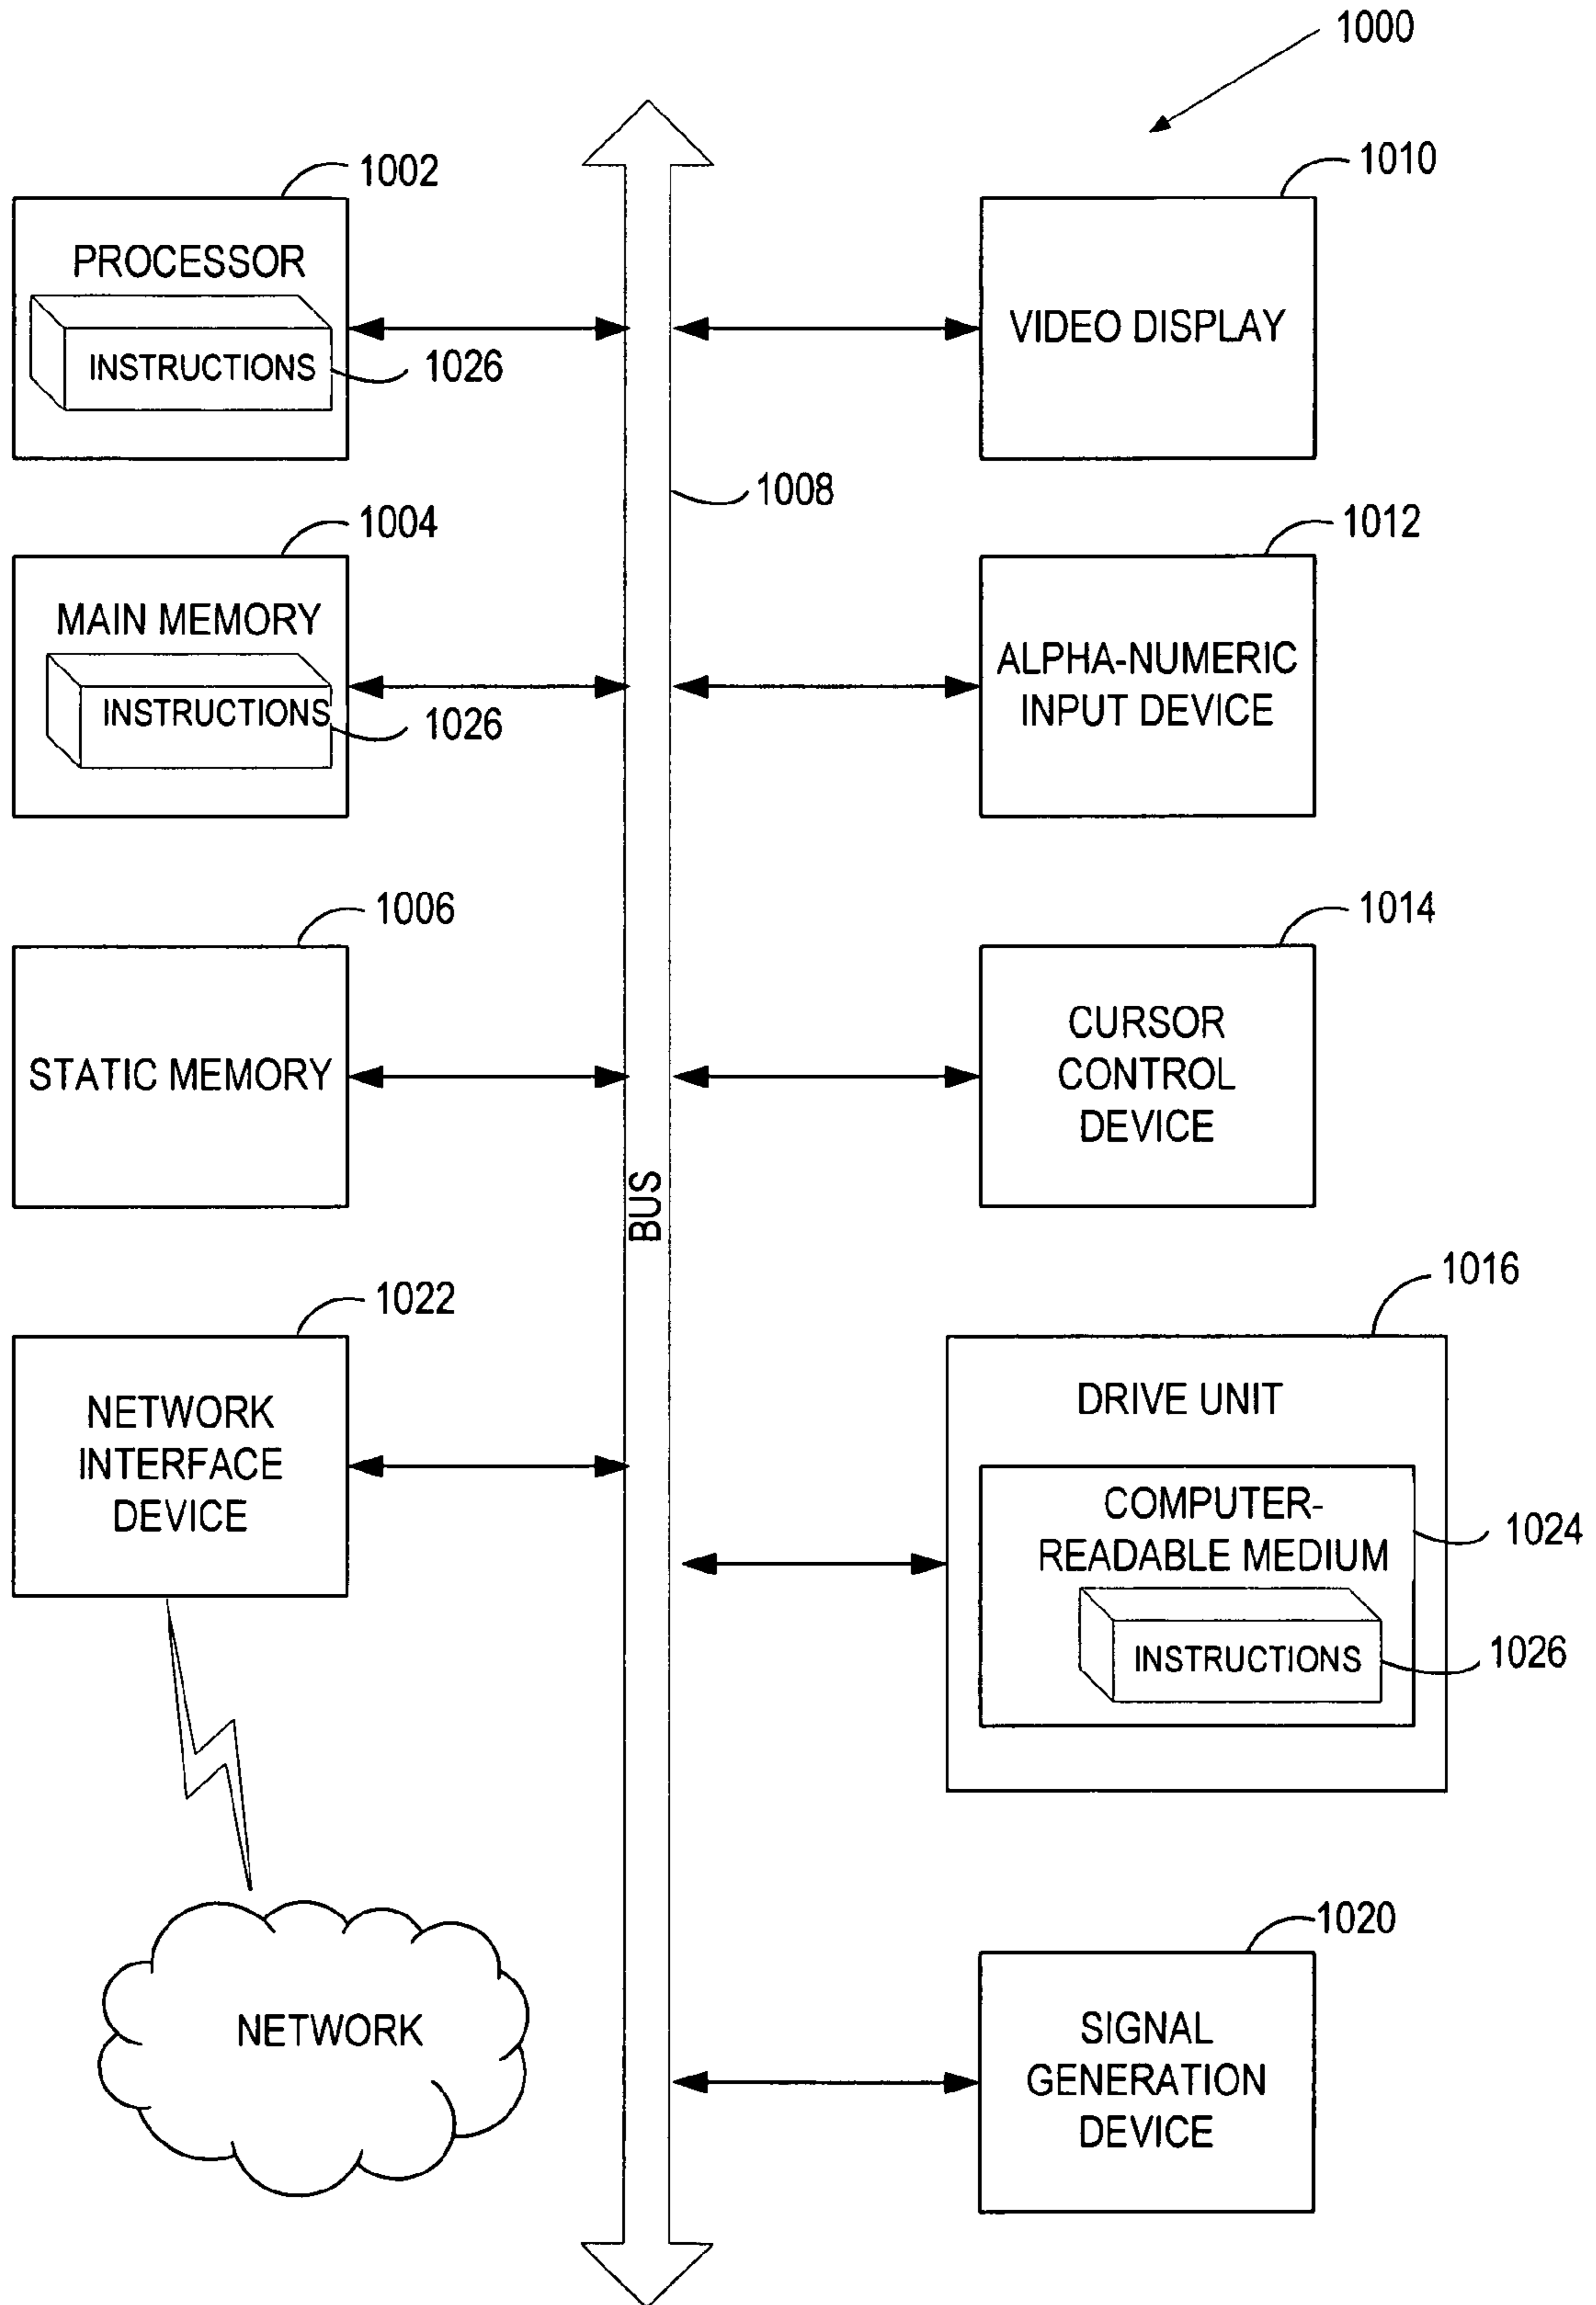 1000
1002
PROCESSOR
INSTRUCTIONS
1026
1010
VIDEO DISPLAY
1008
1004
MAIN MEMORY
INSTRUCTIONS
1026
1012
ALPHA-NUMERIC
INPUT DEVICE
1006
STATIC MEMORY
1014
CURSOR
CONTROL
DEVICE
BUS
1022
NETWORK
INTERFACE
DEVICE
1016
DRIVE UNIT
COMPUTER-
READABLE MEDIUM
1024
INSTRUCTIONS
1026
NETWORK
1020
SIGNAL
GENERATION
DEVICE